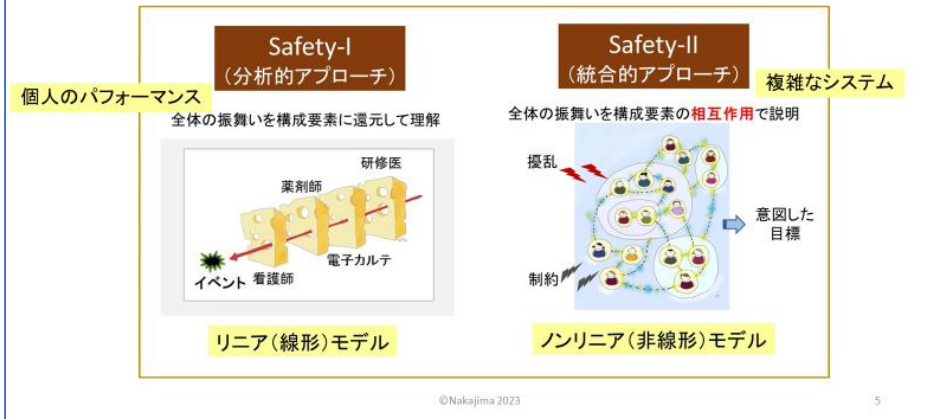 Safety-I
（分析的アプローチ）
個人のパフォーマンス
全体の振舞いを構成要素に還元して理解
研修医
薬剤師
電子カルテ
看護師
イベント
リニア（線形）モデル
Safety-II
（統合的アプローチ）
複雑なシステム
全体の振舞いを構成要素の相互作用で説明
擾乱
意図した
目標
制約
ノンリニア（非線形）モデル
©Nakajima 2023
5